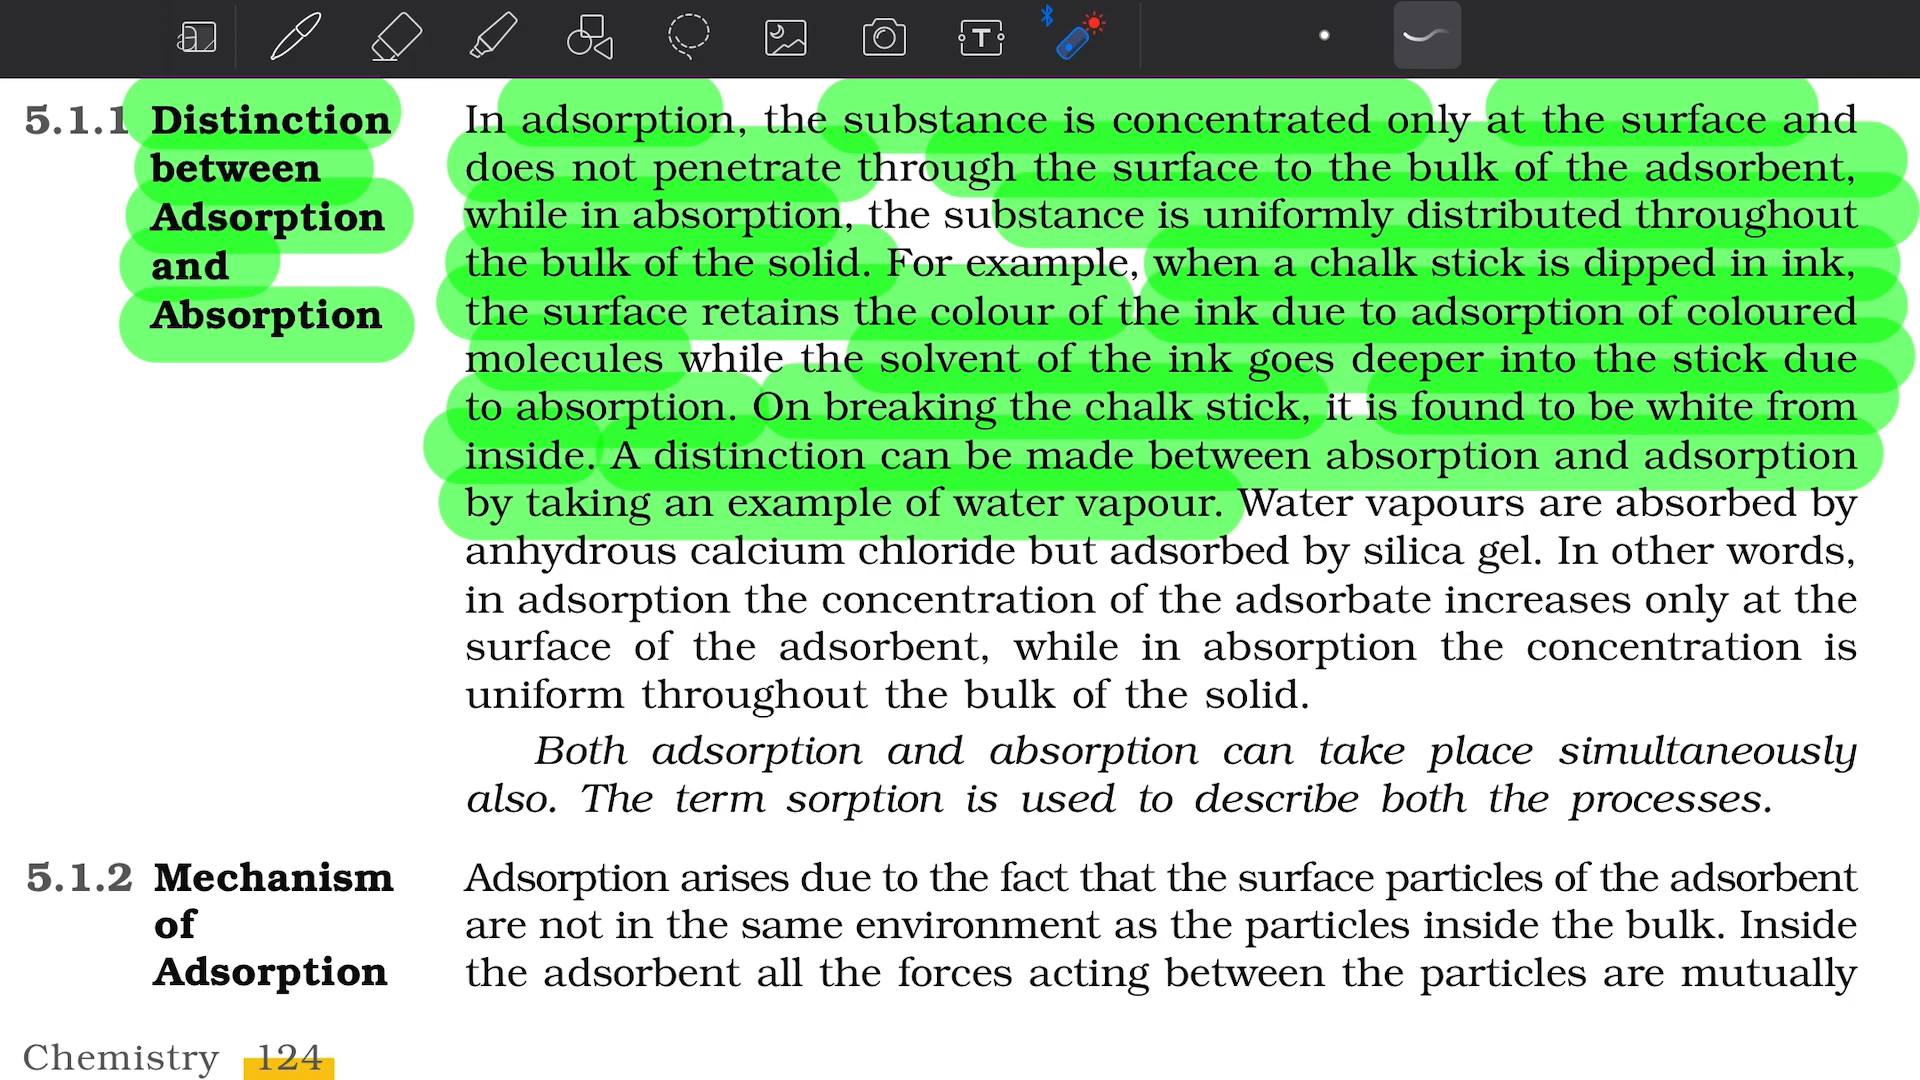 5.1.1 Distinction between Adsorption and Absorption
In adsorption, the substance is concentrated only at the surface and
does not penetrate through the surface to the bulk of the adsorbent,
while in absorption, the substance is uniformly distributed throughout
the bulk of the solid. For example, when a chalk stick is dipped in ink,
the surface retains the colour of the ink due to adsorption of coloured
molecules while the solvent of the ink goes deeper into the stick due
to absorption. On breaking the chalk stick, it is found to be white from
inside. A distinction can be made between absorption and adsorption
by taking an example of water vapour. Water vapours are absorbed by
anhydrous calcium chloride but adsorbed by silica gel. In other words,
in adsorption the concentration of the adsorbate increases only at the
surface of the adsorbent, while in absorption the concentration is
uniform throughout the bulk of the solid.
Both adsorption and absorption can take place simultaneously
also. The term sorption is used to describe both the processes.
5.1.2 Mechanism of Adsorption
Adsorption arises due to the fact that the surface particles of the adsorbent
are not in the same environment as the particles inside the bulk. Inside
the adsorbent all the forces acting between the particles are mutually
Chemistry 124